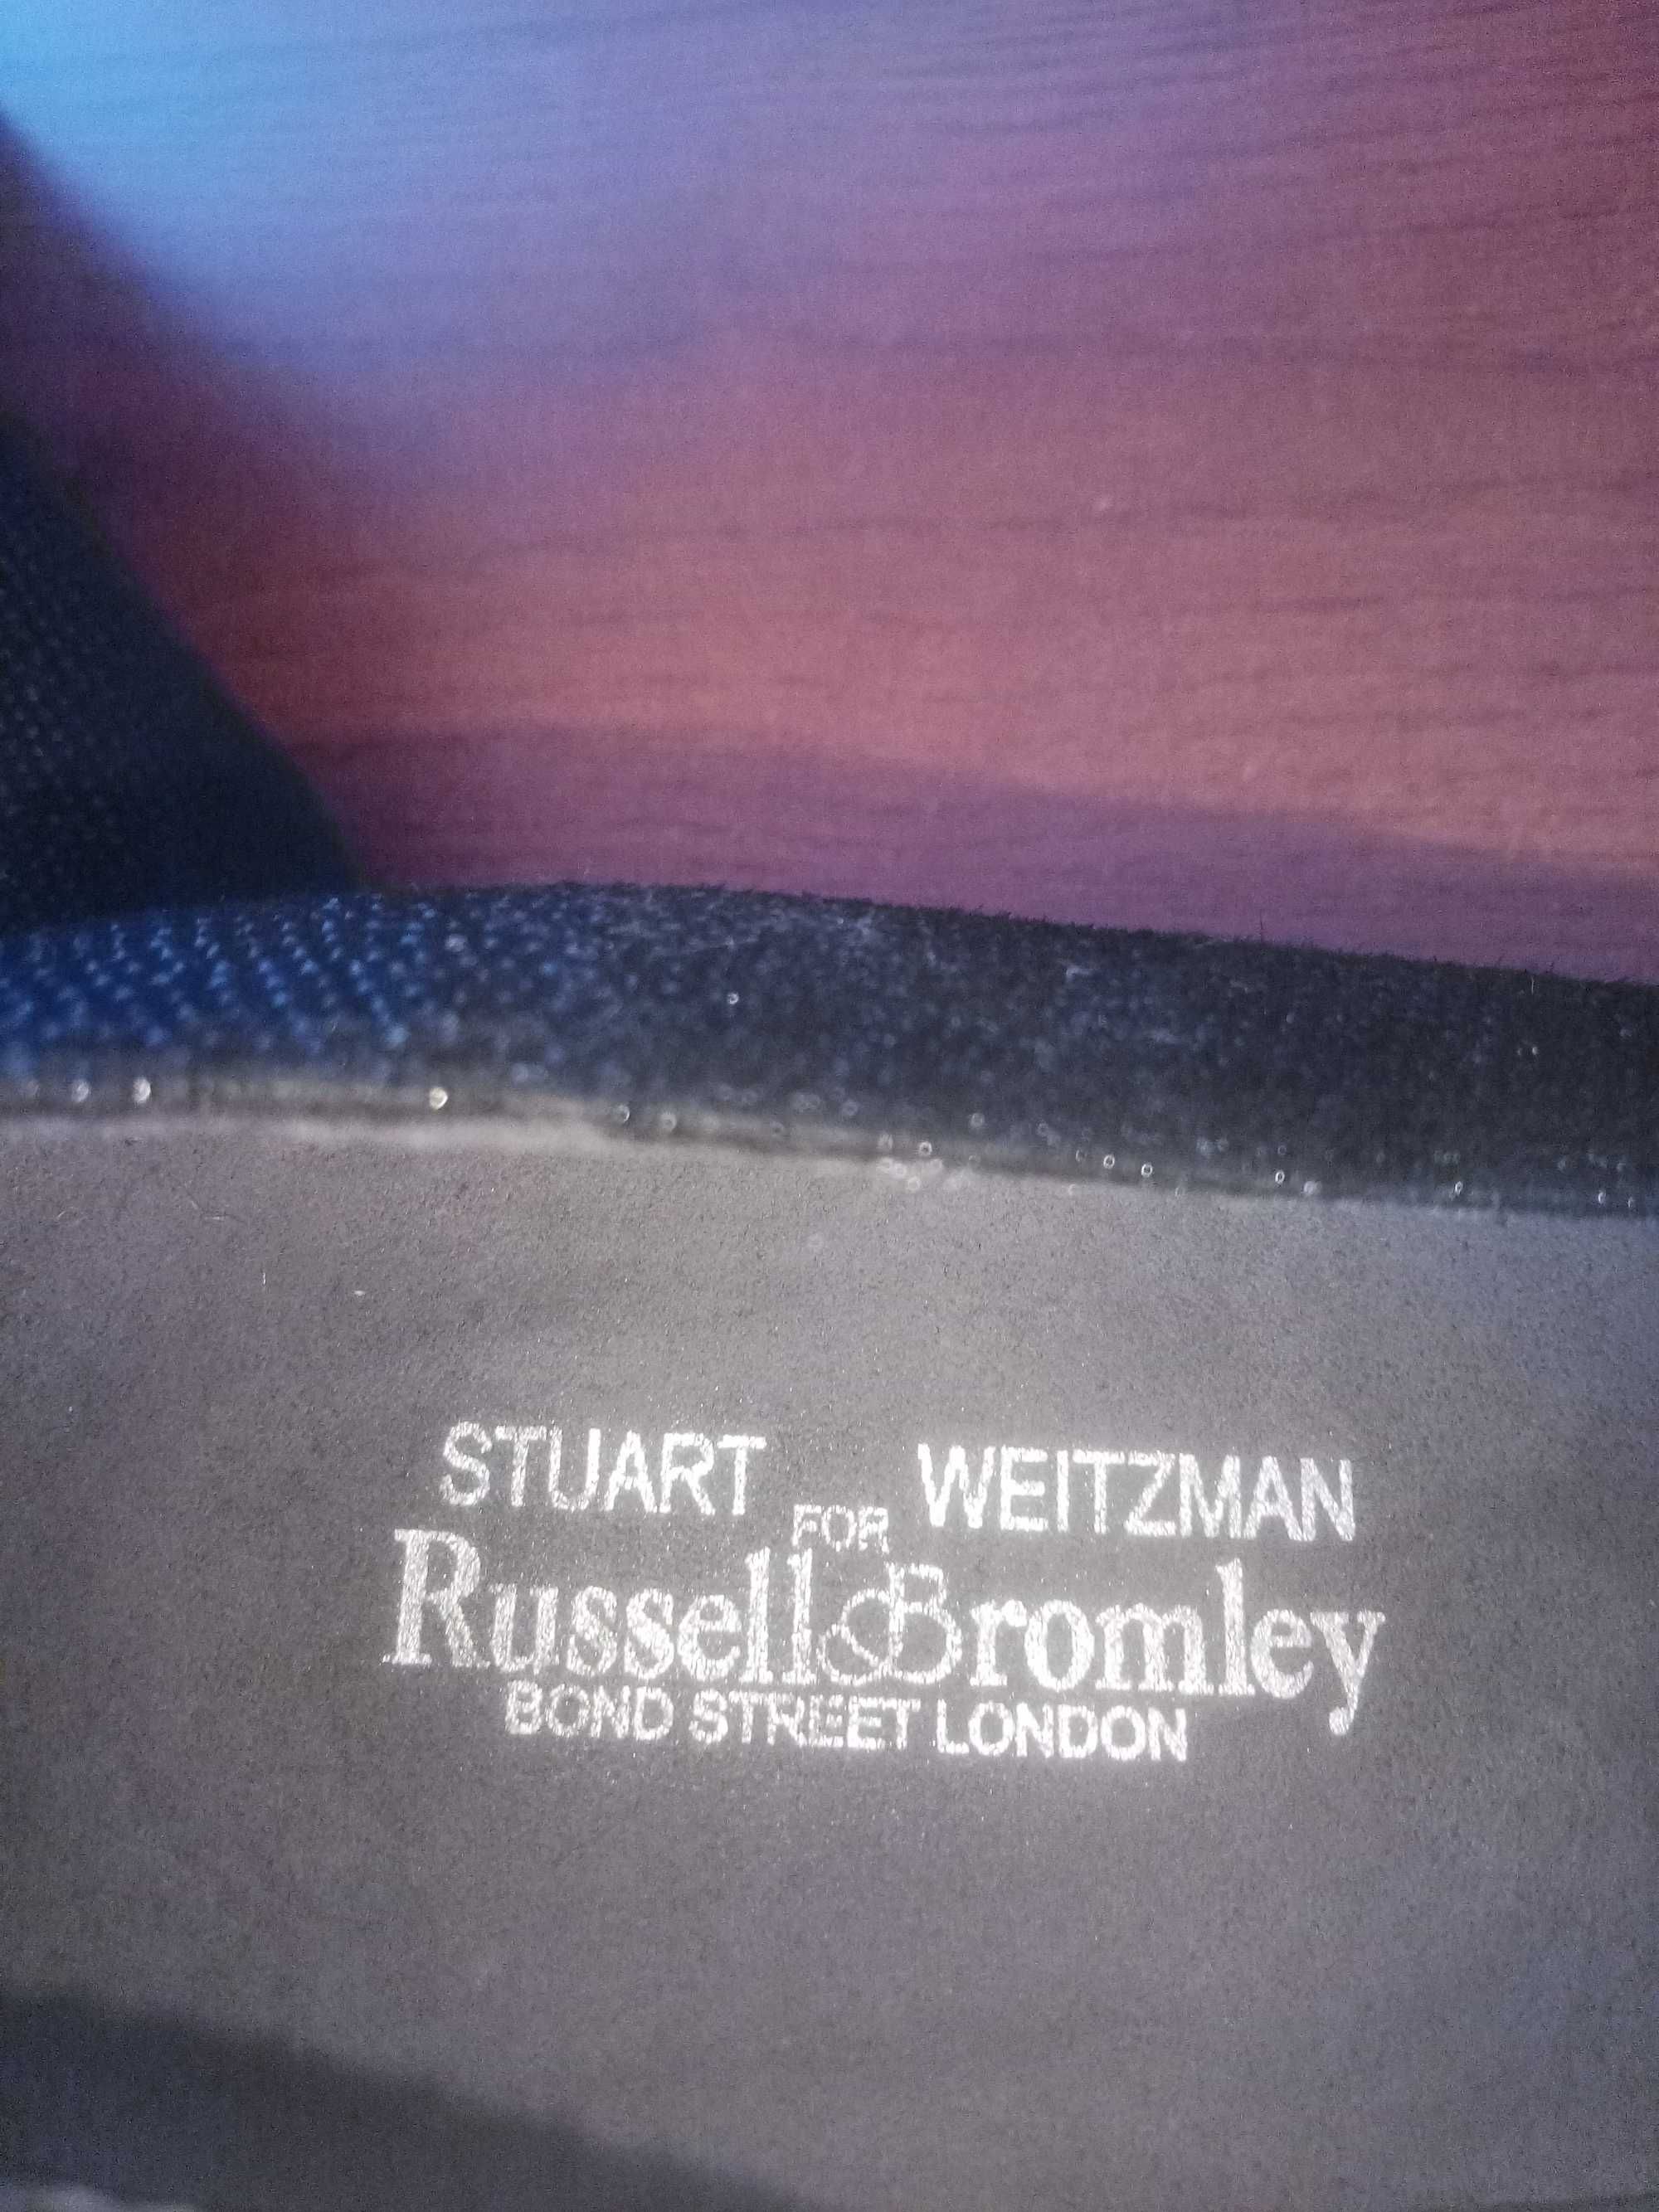 STUART WEITZMAN
FOR
Russell&Bromley
BOND STREET LONDON